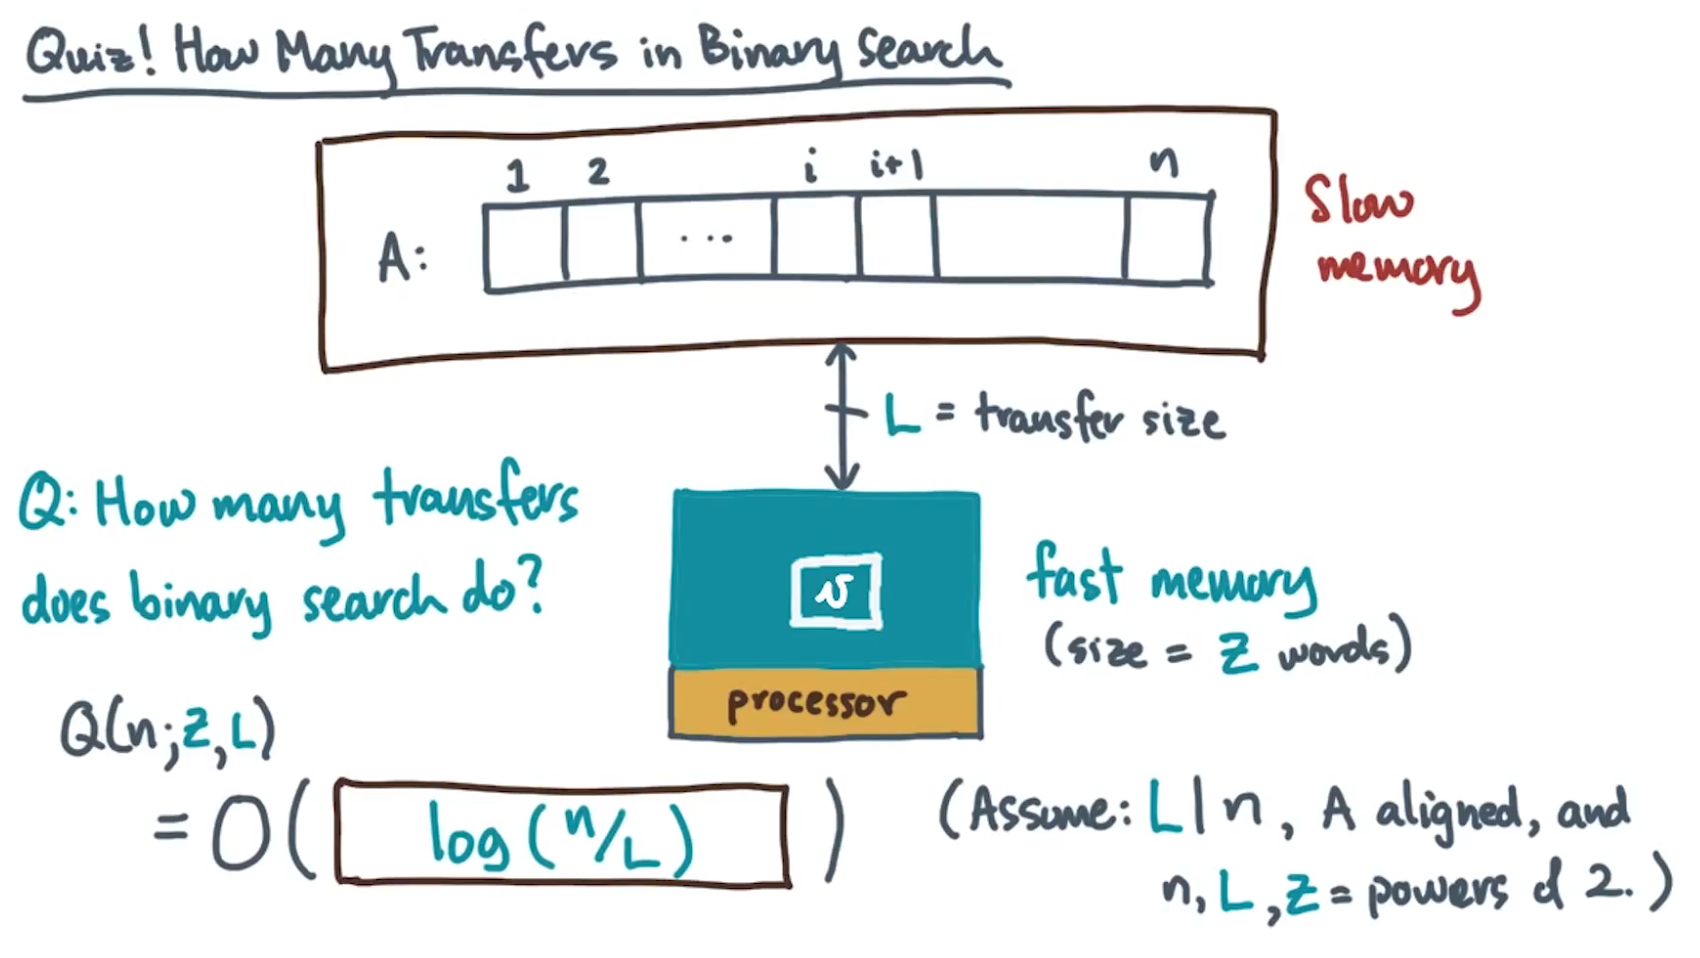 Quiz! How Many Transfers in Binary Search
1 2 i i+1 n
A: ...
Slow
memory
L = transfer size
Q: How many transfers
does binary search do?
v
fast memory
(size = Z words)
processor
Q(n;Z,L)
= O( log(n/L) )
(Assume: L|n, A aligned, and
n, L, Z = powers of 2.)